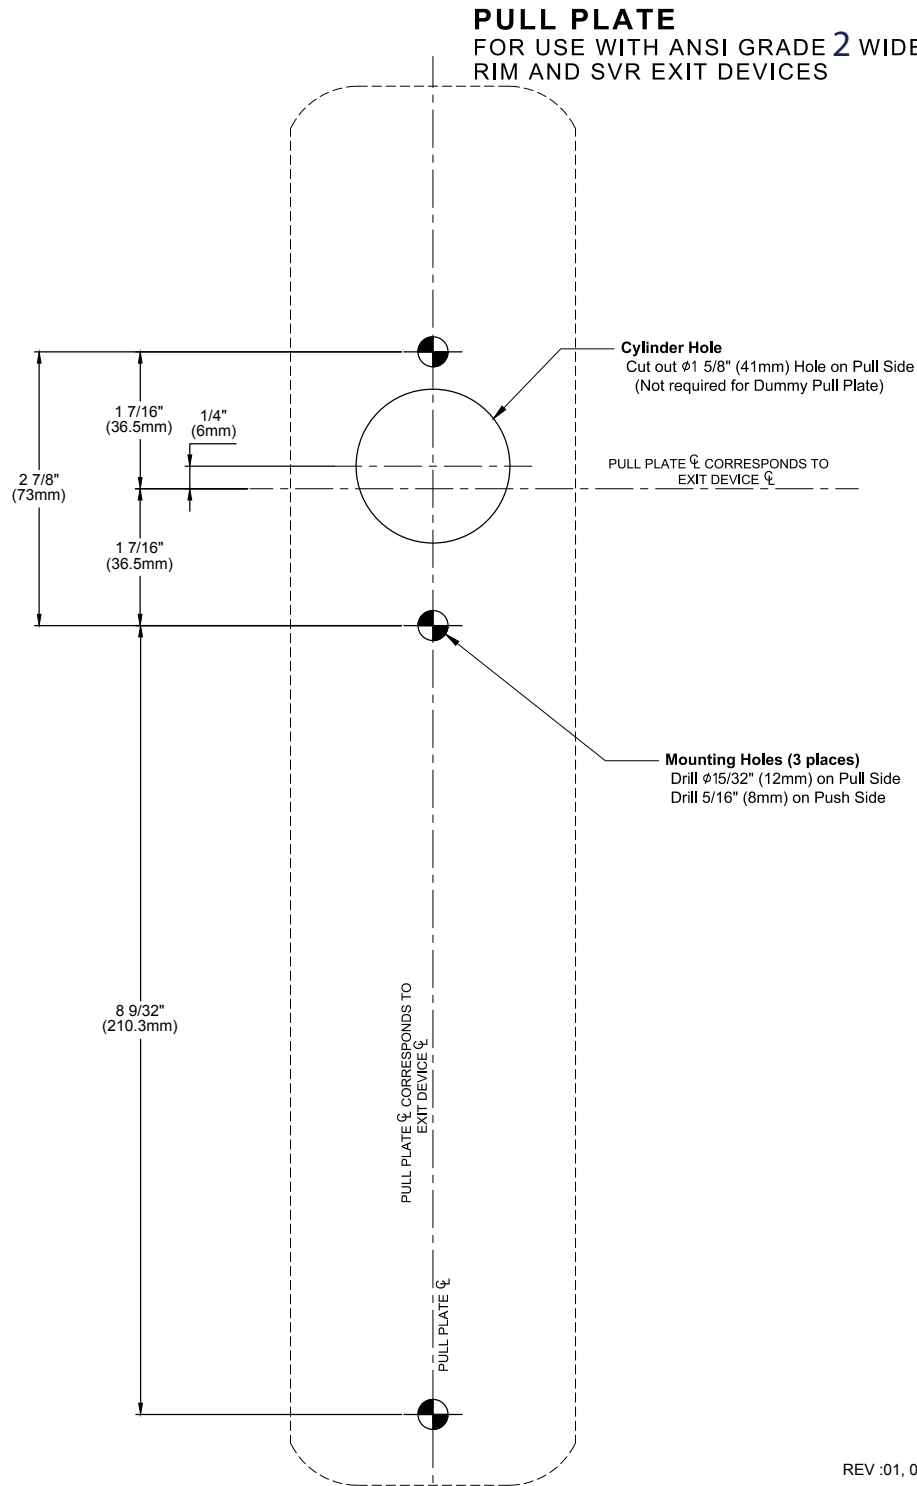 PULL PLATE
FOR USE WITH ANSI GRADE 2 WIDE
RIM AND SVR EXIT DEVICES
Cylinder Hole
Cut out ø1 5/8" (41mm) Hole on Pull Side
(Not required for Dummy Pull Plate)
1 7/16"
(36.5mm)
1/4"
(6mm)
PULL PLATE ℄ CORRESPONDS TO
EXIT DEVICE ℄
2 7/8"
(73mm)
1 7/16"
(36.5mm)
Mounting Holes (3 places)
Drill ø15/32" (12mm) on Pull Side
Drill 5/16" (8mm) on Push Side
8 9/32"
(210.3mm)
PULL PLATE ℄ CORRESPONDS TO
EXIT DEVICE ℄
PULL PLATE ℄
REV :01, 0